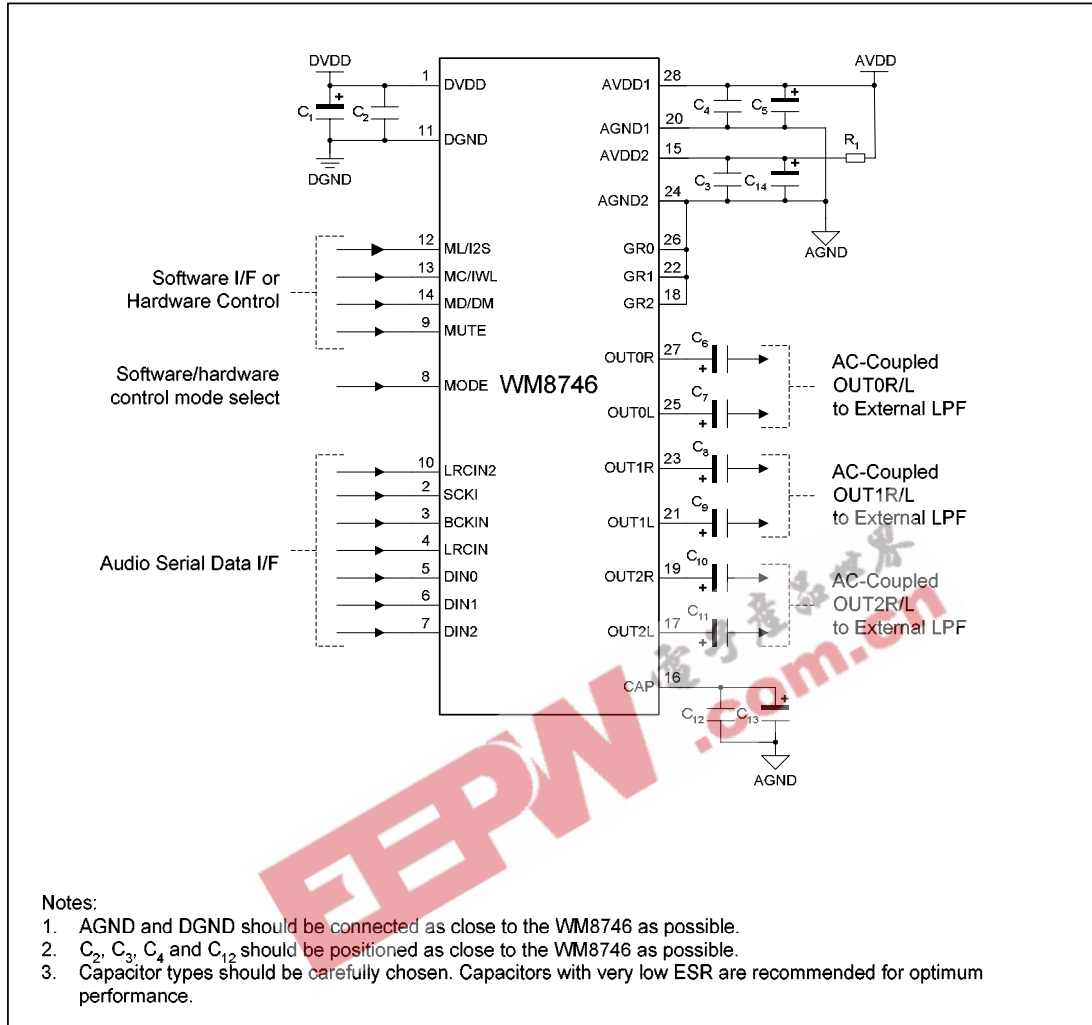 DVDD
AVDD
1 DVDD
AVDD1 28
C1 +
C2
C4
C5 +
11 DGND
AGND1 20
DGND
AVDD2 15
R1
C3
C14 +
AGND2 24
AGND
Software I/F or
Hardware Control
12 ML/I2S
13 MC/IWL
14 MD/DM
9 MUTE
GR0 26
GR1 22
GR2 18
Software/hardware
control mode select
8 MODE
WM8746
OUT0R 27 C6 +
OUT0L 25 C7 +
AC-Coupled
OUT0R/L
to External LPF
OUT1R 23 C8 +
OUT1L 21 C9 +
AC-Coupled
OUT1R/L
to External LPF
OUT2R 19 C10 +
OUT2L 17 C11 +
AC-Coupled
OUT2R/L
to External LPF
Audio Serial Data I/F
10 LRCIN2
2 SCKI
3 BCKIN
4 LRCIN
5 DIN0
6 DIN1
7 DIN2
CAP 16
C12
C13 +
AGND
EEPW.com.cn
電子產品世界
Notes:
1. AGND and DGND should be connected as close to the WM8746 as possible.
2. C2, C3, C4 and C12 should be positioned as close to the WM8746 as possible.
3. Capacitor types should be carefully chosen. Capacitors with very low ESR are recommended for optimum
performance.